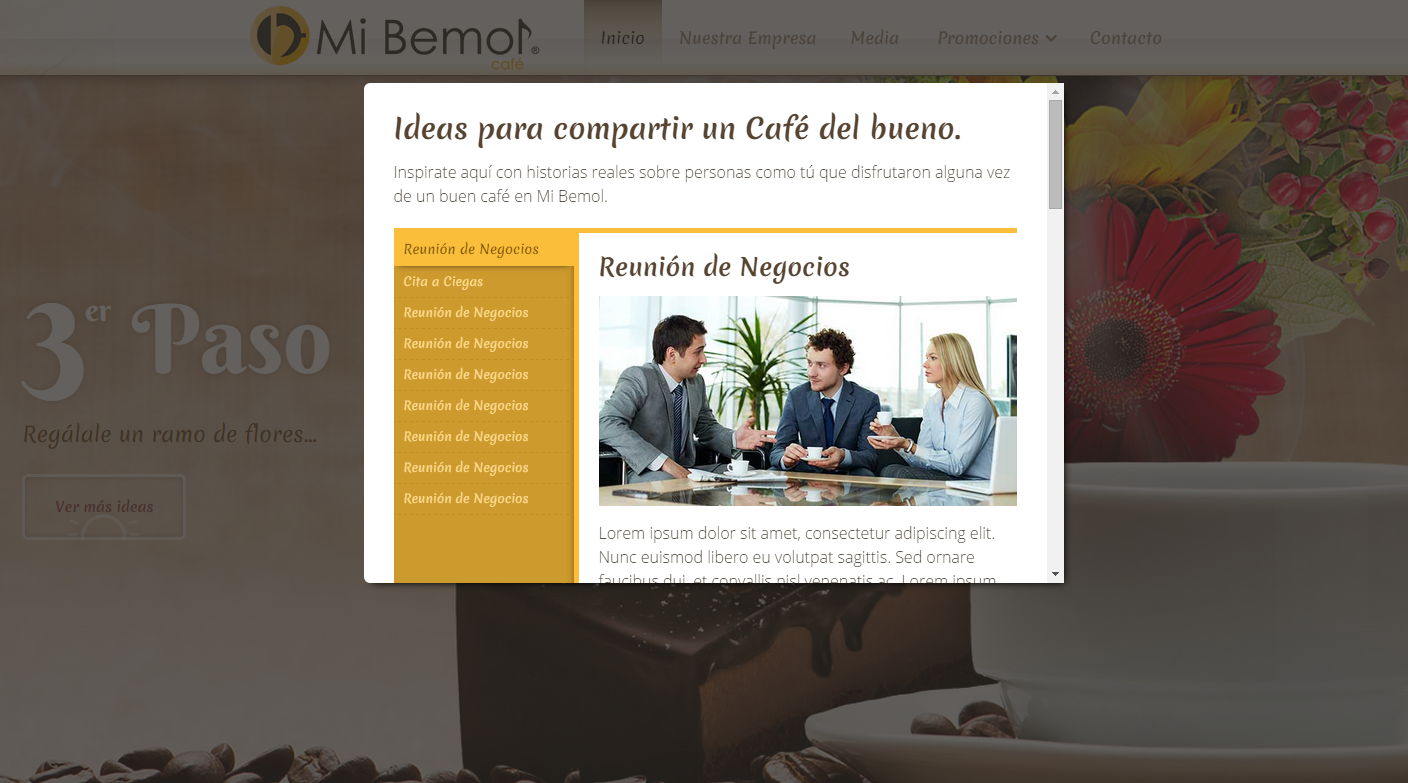 Mi Bemol®
café
Inicio
Nuestra Empresa
Media
Promociones
Contacto
Ideas para compartir un Café del bueno.
Inspirate aquí con historias reales sobre personas como tú que disfrutaron alguna vez
de un buen café en Mi Bemol.
Reunión de Negocios
Cita a Ciegas
Reunión de Negocios
Reunión de Negocios
Reunión de Negocios
Reunión de Negocios
Reunión de Negocios
Reunión de Negocios
Reunión de Negocios
Reunión de Negocios
Lorem ipsum dolor sit amet, consectetur adipiscing elit.
Nunc euismod libero eu volutpat sagittis. Sed ornare
faucibus dui, et convallis nisl venenatis ac. Lorem ipsum
3er Paso
Regálale un ramo de flores...
Ver más ideas